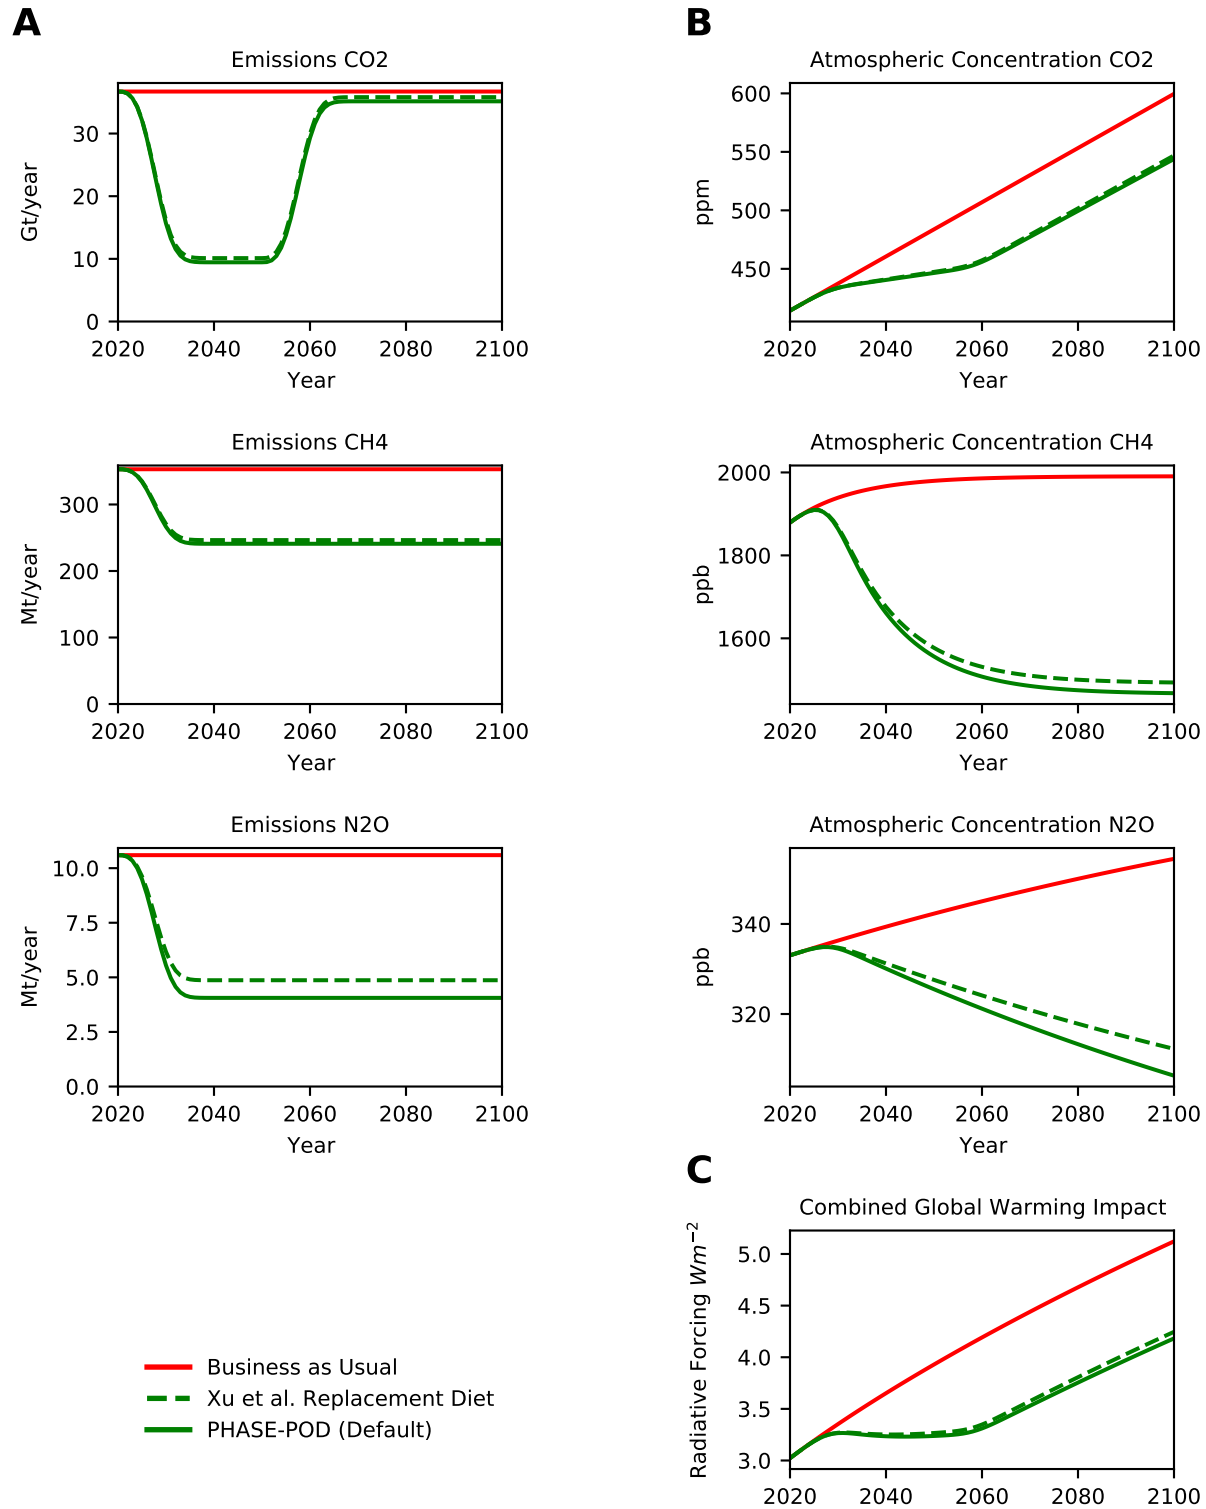 A
Emissions CO2
Gt/year
30
20
10
0
2020 2040 2060 2080 2100
Year
Emissions CH4
Mt/year
300
200
100
0
2020 2040 2060 2080 2100
Year
Emissions N2O
Mt/year
10.0
7.5
5.0
2.5
0.0
2020 2040 2060 2080 2100
Year
Business as Usual
Xu et al. Replacement Diet
PHASE-POD (Default)
B
Atmospheric Concentration CO2
ppm
600
550
500
450
2020 2040 2060 2080 2100
Year
Atmospheric Concentration CH4
ppb
2000
1800
1600
2020 2040 2060 2080 2100
Year
Atmospheric Concentration N2O
ppb
340
320
2020 2040 2060 2080 2100
Year
C
Combined Global Warming Impact
Radiative Forcing Wm⁻²
5.0
4.5
4.0
3.5
3.0
2020 2040 2060 2080 2100